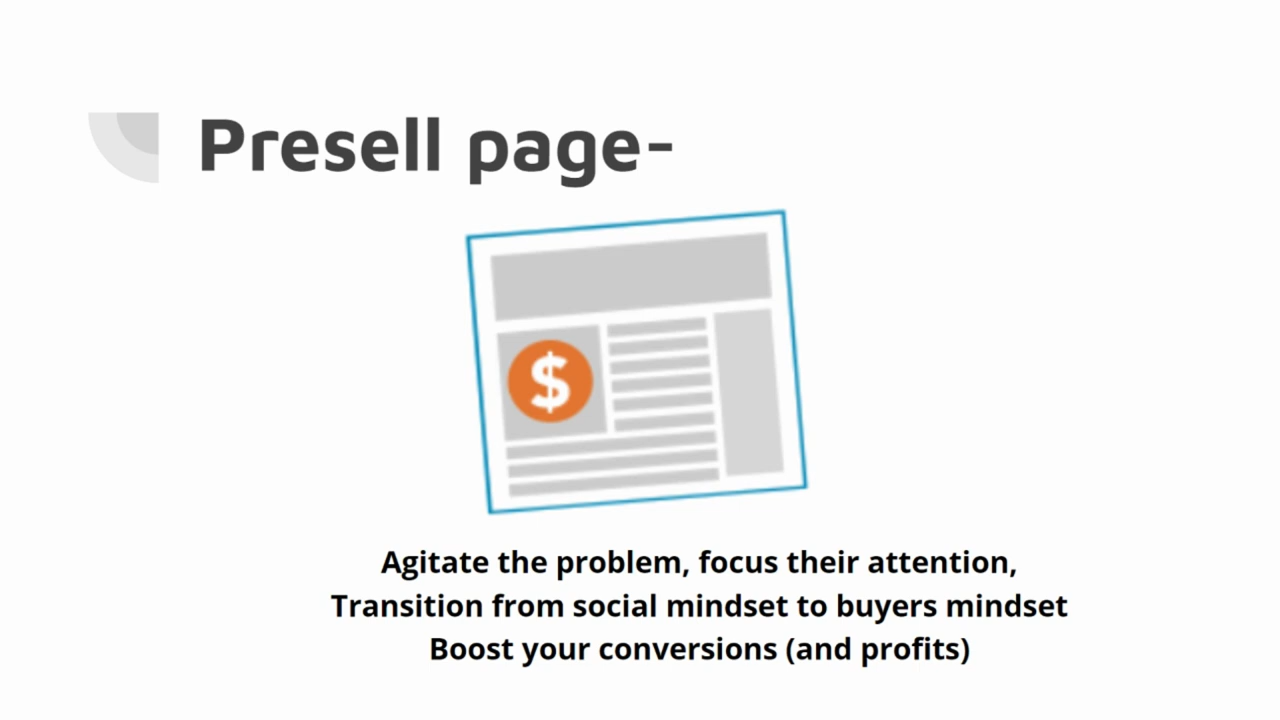 Presell page-
$
Agitate the problem, focus their attention,
Transition from social mindset to buyers mindset
Boost your conversions (and profits)